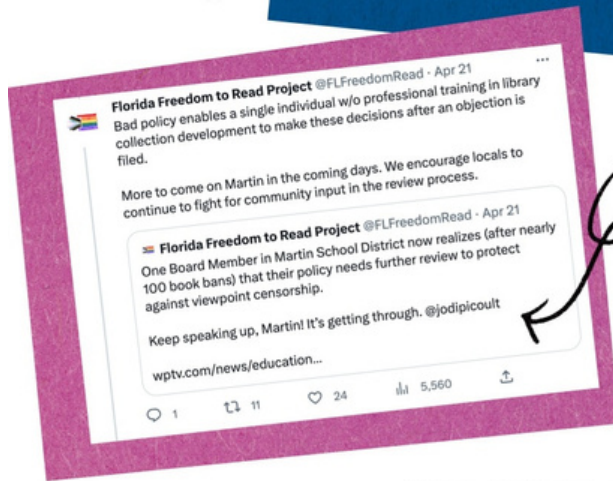 Florida Freedom to Read Project @FLFreedomRead · Apr 21
Bad policy enables a single individual w/o professional training in library
collection development to make these decisions after an objection is
filed.
More to come on Martin in the coming days. We encourage locals to
continue to fight for community input in the review process.
Florida Freedom to Read Project @FLFreedomRead · Apr 21
One Board Member in Martin School District now realizes (after nearly
100 book bans) that their policy needs further review to protect
against viewpoint censorship.
Keep speaking up, Martin! It's getting through. @jodipicoult
wptv.com/news/education...
1 11 24 5,560